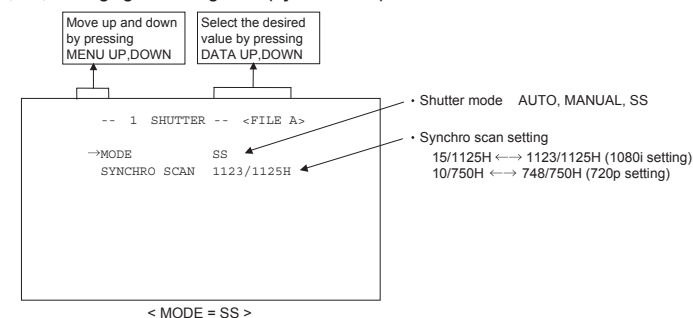 Move up and down
by pressing
MENU UP,DOWN
Select the desired
value by pressing
DATA UP,DOWN
-- 1 SHUTTER -- <FILE A>
→MODE SS
SYNCHRO SCAN 1123/1125H
・Shutter mode AUTO, MANUAL, SS
・Synchro scan setting
15/1125H ←→ 1123/1125H (1080i setting)
10/750H ←→ 748/750H (720p setting)
< MODE = SS >